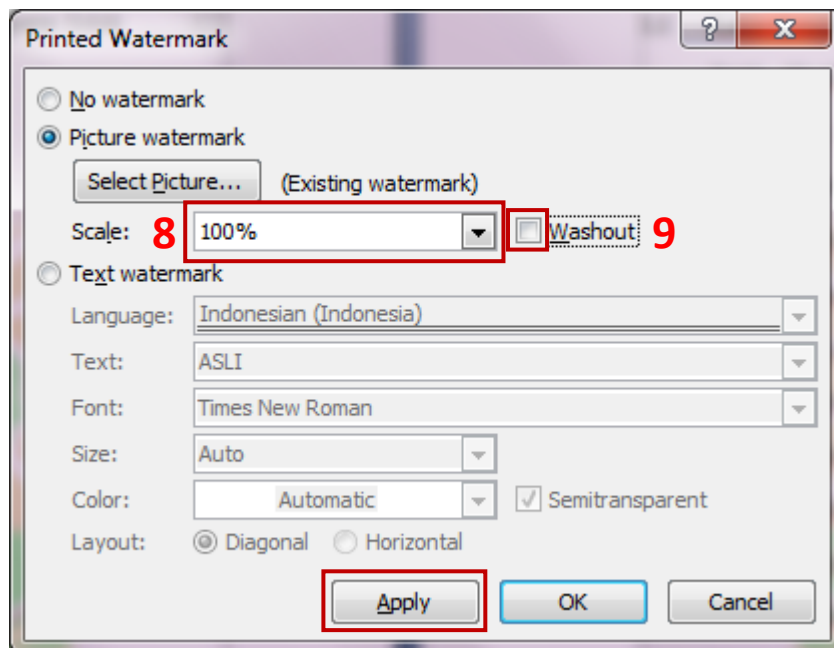 Printed Watermark
No watermark
Picture watermark
Select Picture... (Existing watermark)
Scale: 8 100% Washout 9
Text watermark
Language: Indonesian (Indonesia)
Text: ASLI
Font: Times New Roman
Size: Auto
Color: Automatic Semitransparent
Layout: Diagonal Horizontal
Apply OK Cancel